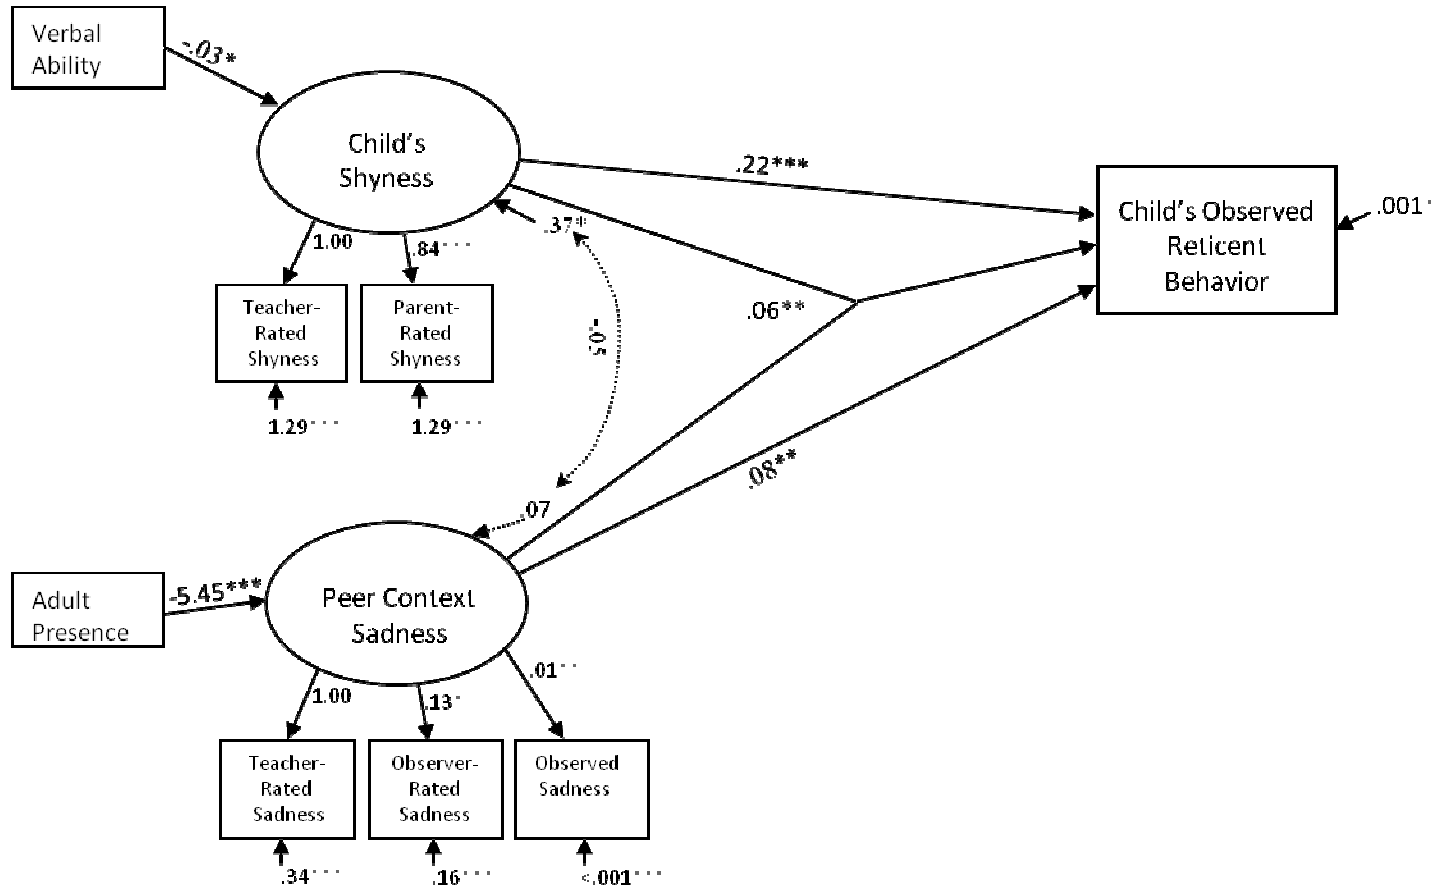 Verbal
Ability
-.03*
Child's
Shyness
.22***
Child's Observed
Reticent
Behavior
.001*
.37*
1.00
.84***
Teacher-
Rated
Shyness
Parent-
Rated
Shyness
.06**
-.05
1.29***
1.29***
.08**
.07
Adult
Presence
-5.45***
Peer Context
Sadness
1.00
.13*
.01**
Teacher-
Rated
Sadness
Observer-
Rated
Sadness
Observed
Sadness
.34***
.16***
<.001***